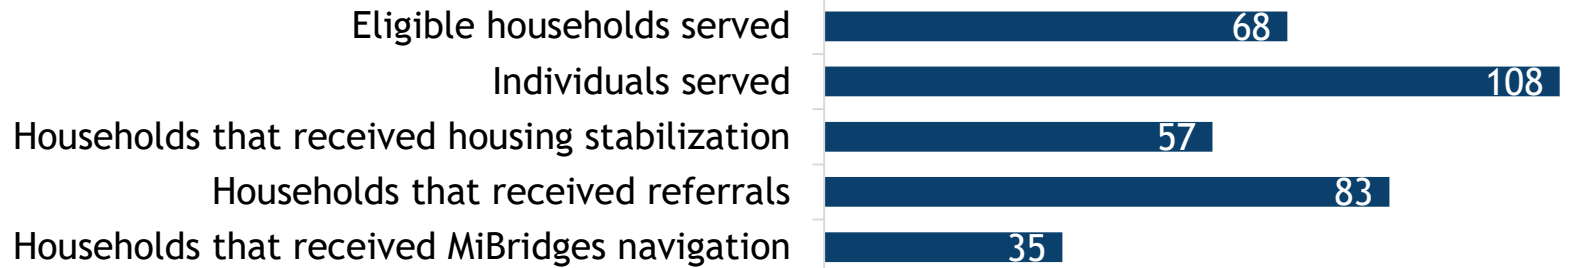 Eligible households served 68
Individuals served 108
Households that received housing stabilization 57
Households that received referrals 83
Households that received MiBridges navigation 35